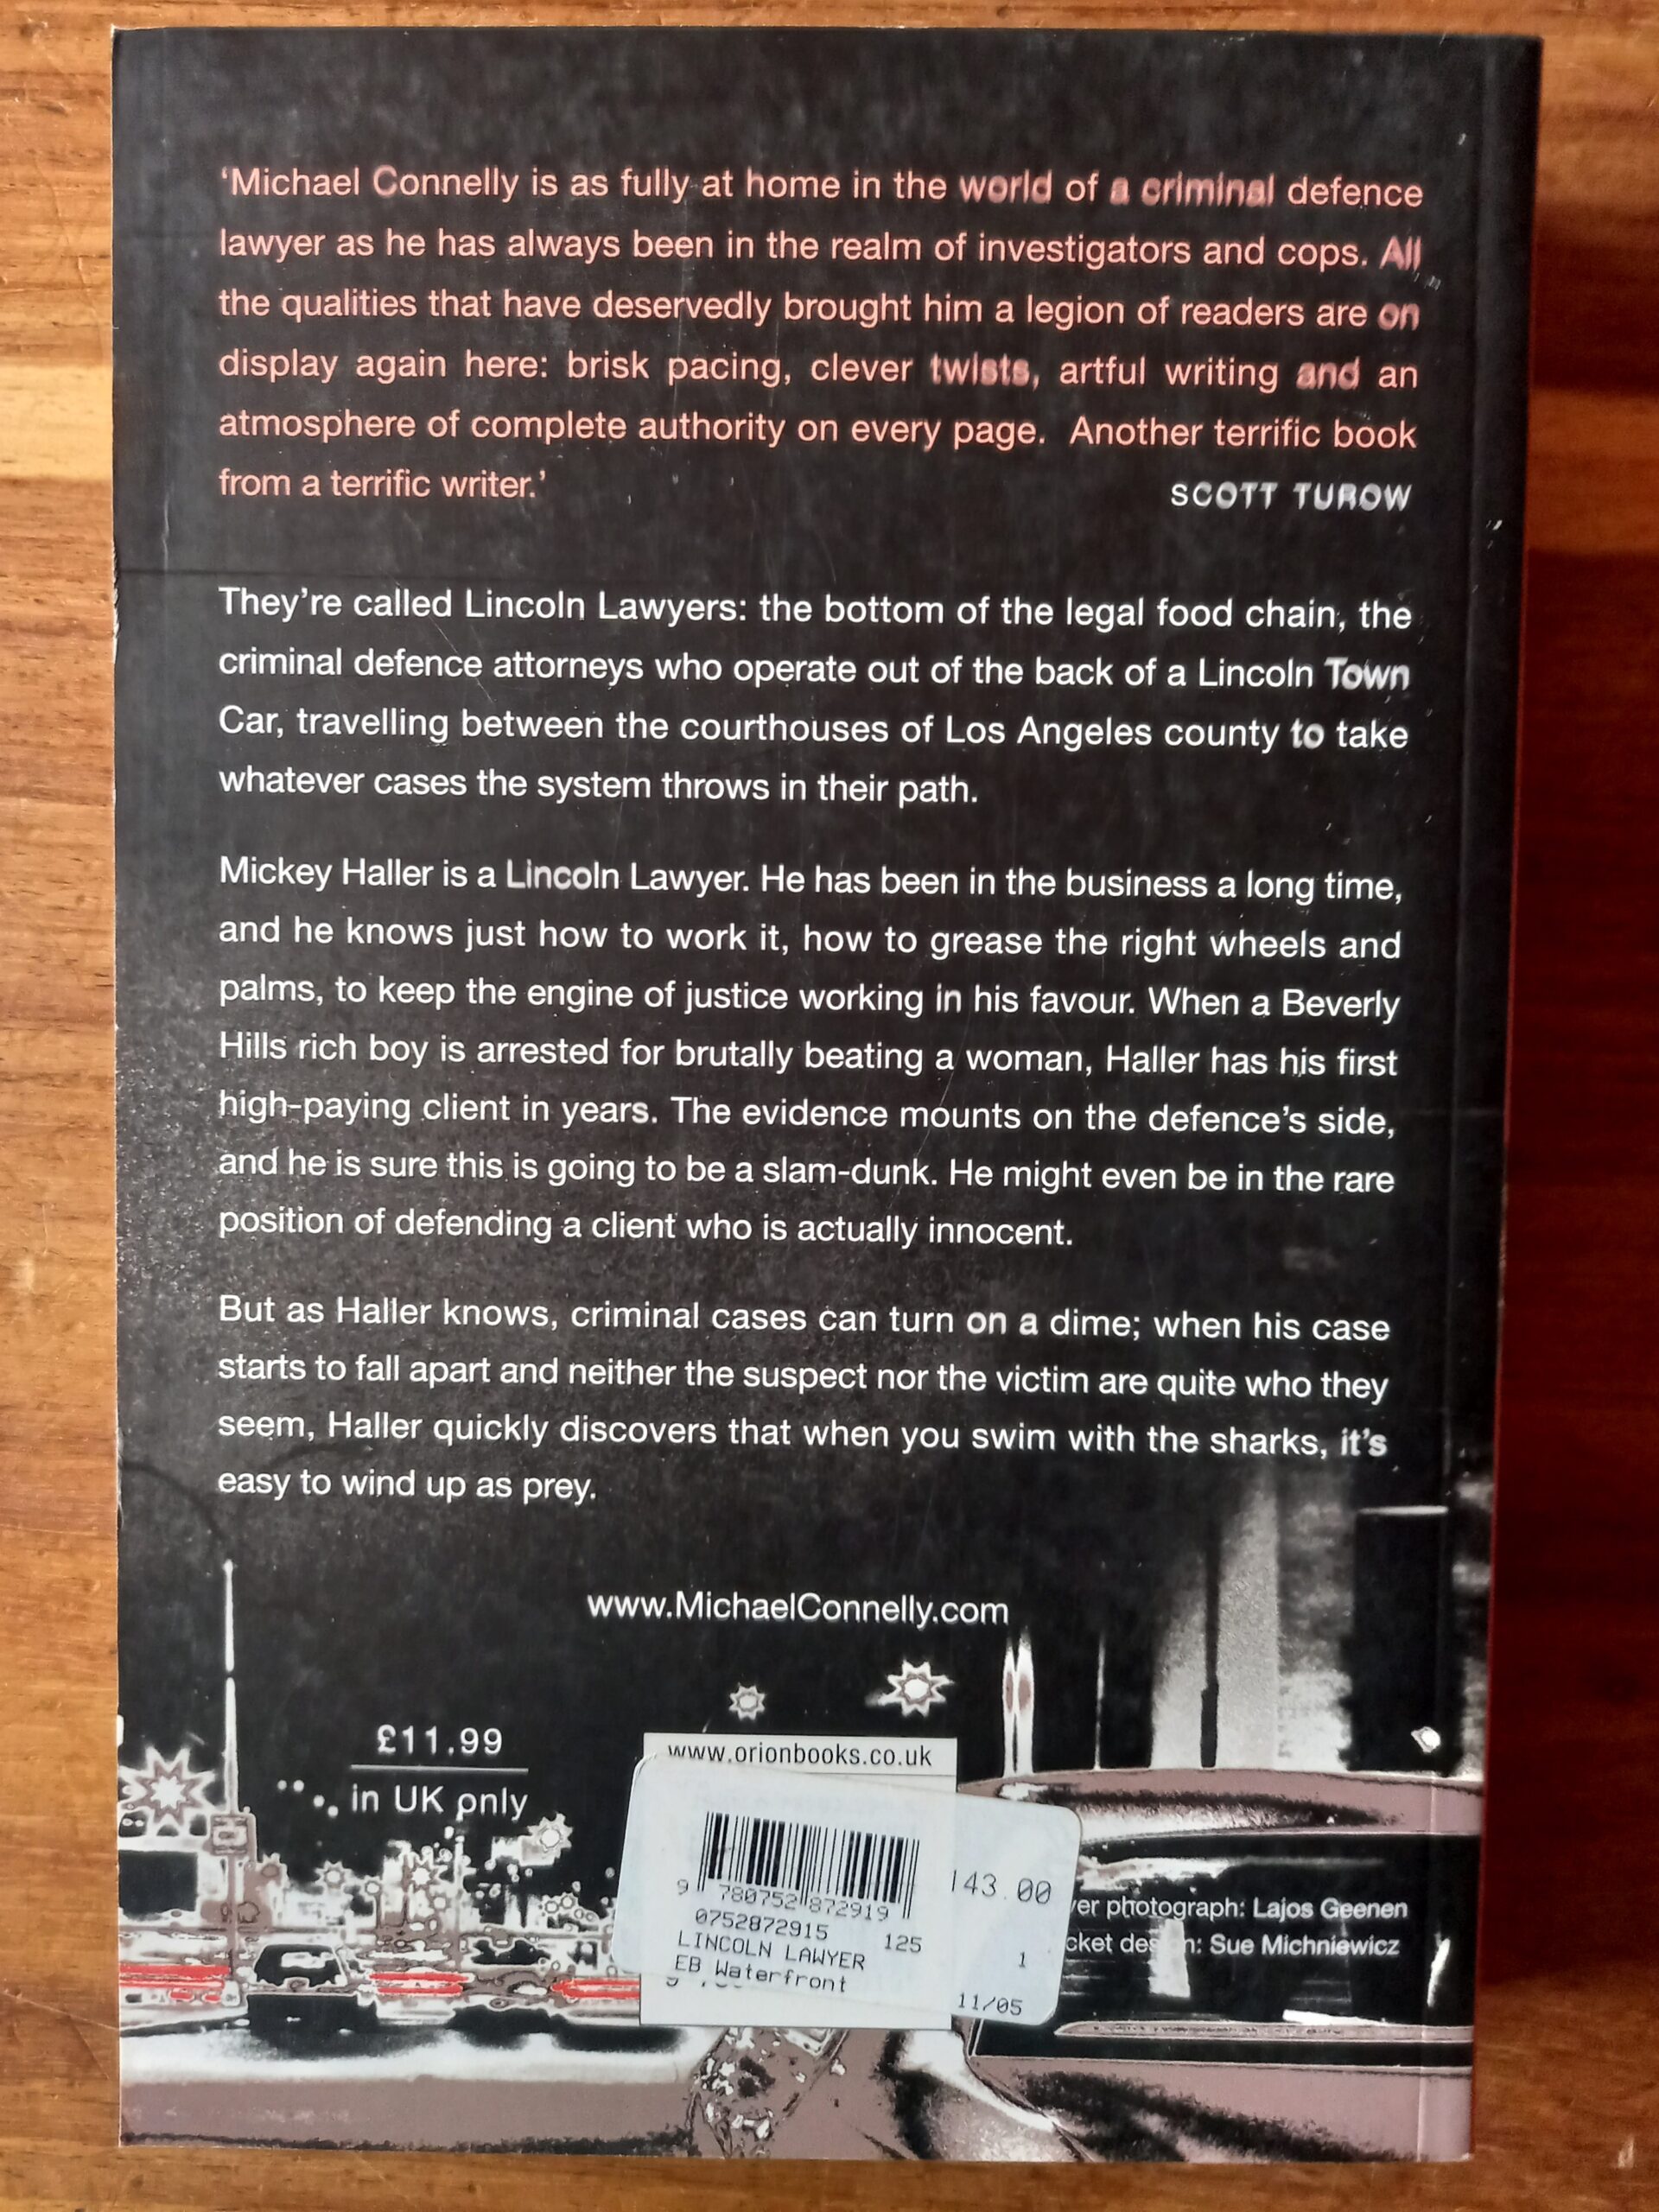 ‘Michael Connelly is as fully at home in the world of a criminal defence
lawyer as he has always been in the realm of investigators and cops. All
the qualities that have deservedly brought him a legion of readers are on
display again here: brisk pacing, clever twists, artful writing and an
atmosphere of complete authority on every page. Another terrific book
from a terrific writer.’
SCOTT TUROW
They’re called Lincoln Lawyers: the bottom of the legal food chain, the
criminal defence attorneys who operate out of the back of a Lincoln Town
Car, travelling between the courthouses of Los Angeles county to take
whatever cases the system throws in their path.
Mickey Haller is a Lincoln Lawyer. He has been in the business a long time,
and he knows just how to work it, how to grease the right wheels and
palms, to keep the engine of justice working in his favour. When a Beverly
Hills rich boy is arrested for brutally beating a woman, Haller has his first
high-paying client in years. The evidence mounts on the defence’s side,
and he is sure this is going to be a slam-dunk. He might even be in the rare
position of defending a client who is actually innocent.
But as Haller knows, criminal cases can turn on a dime; when his case
starts to fall apart and neither the suspect nor the victim are quite who they
seem, Haller quickly discovers that when you swim with the sharks, it’s
easy to wind up as prey.
www.MichaelConnelly.com
£11.99
in UK only
www.orionbooks.co.uk
9 780752 872919
143.00
0752872915
125
LINCOLN LAWYER
1
EB Waterfront
11/05
photograph: Lajos Geenen
Sue Michniewicz